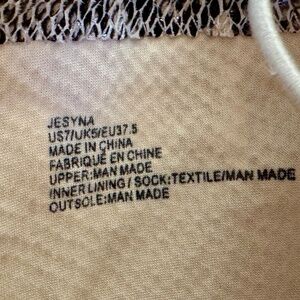 JESYNA
US7/UK5/EU37.5
MADE IN CHINA
FABRIQUÉ EN CHINE
UPPER:MAN MADE
INNER LINING / SOCK:TEXTILE/MAN MADE
OUTSOLE:MAN MADE